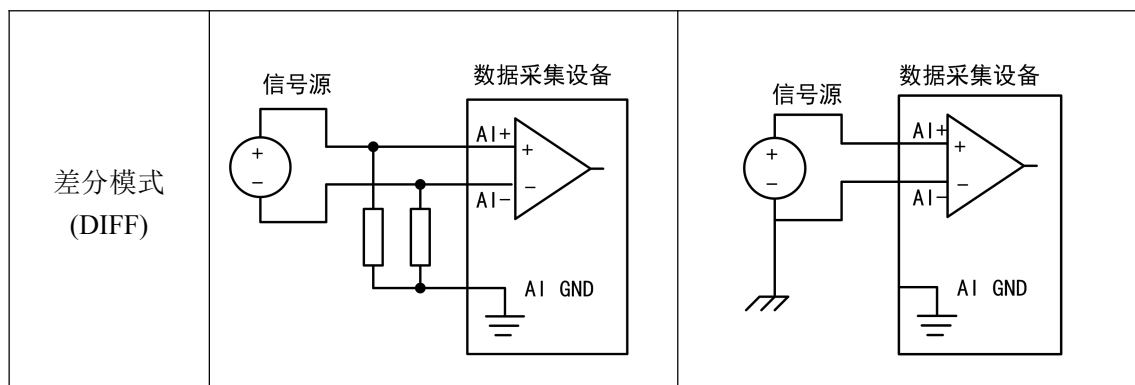 差分模式
(DIFF)
信号源
数据采集设备
AI+
+
+
−
−
AI−
AI GND
信号源
数据采集设备
AI+
+
+
−
−
AI−
AI GND